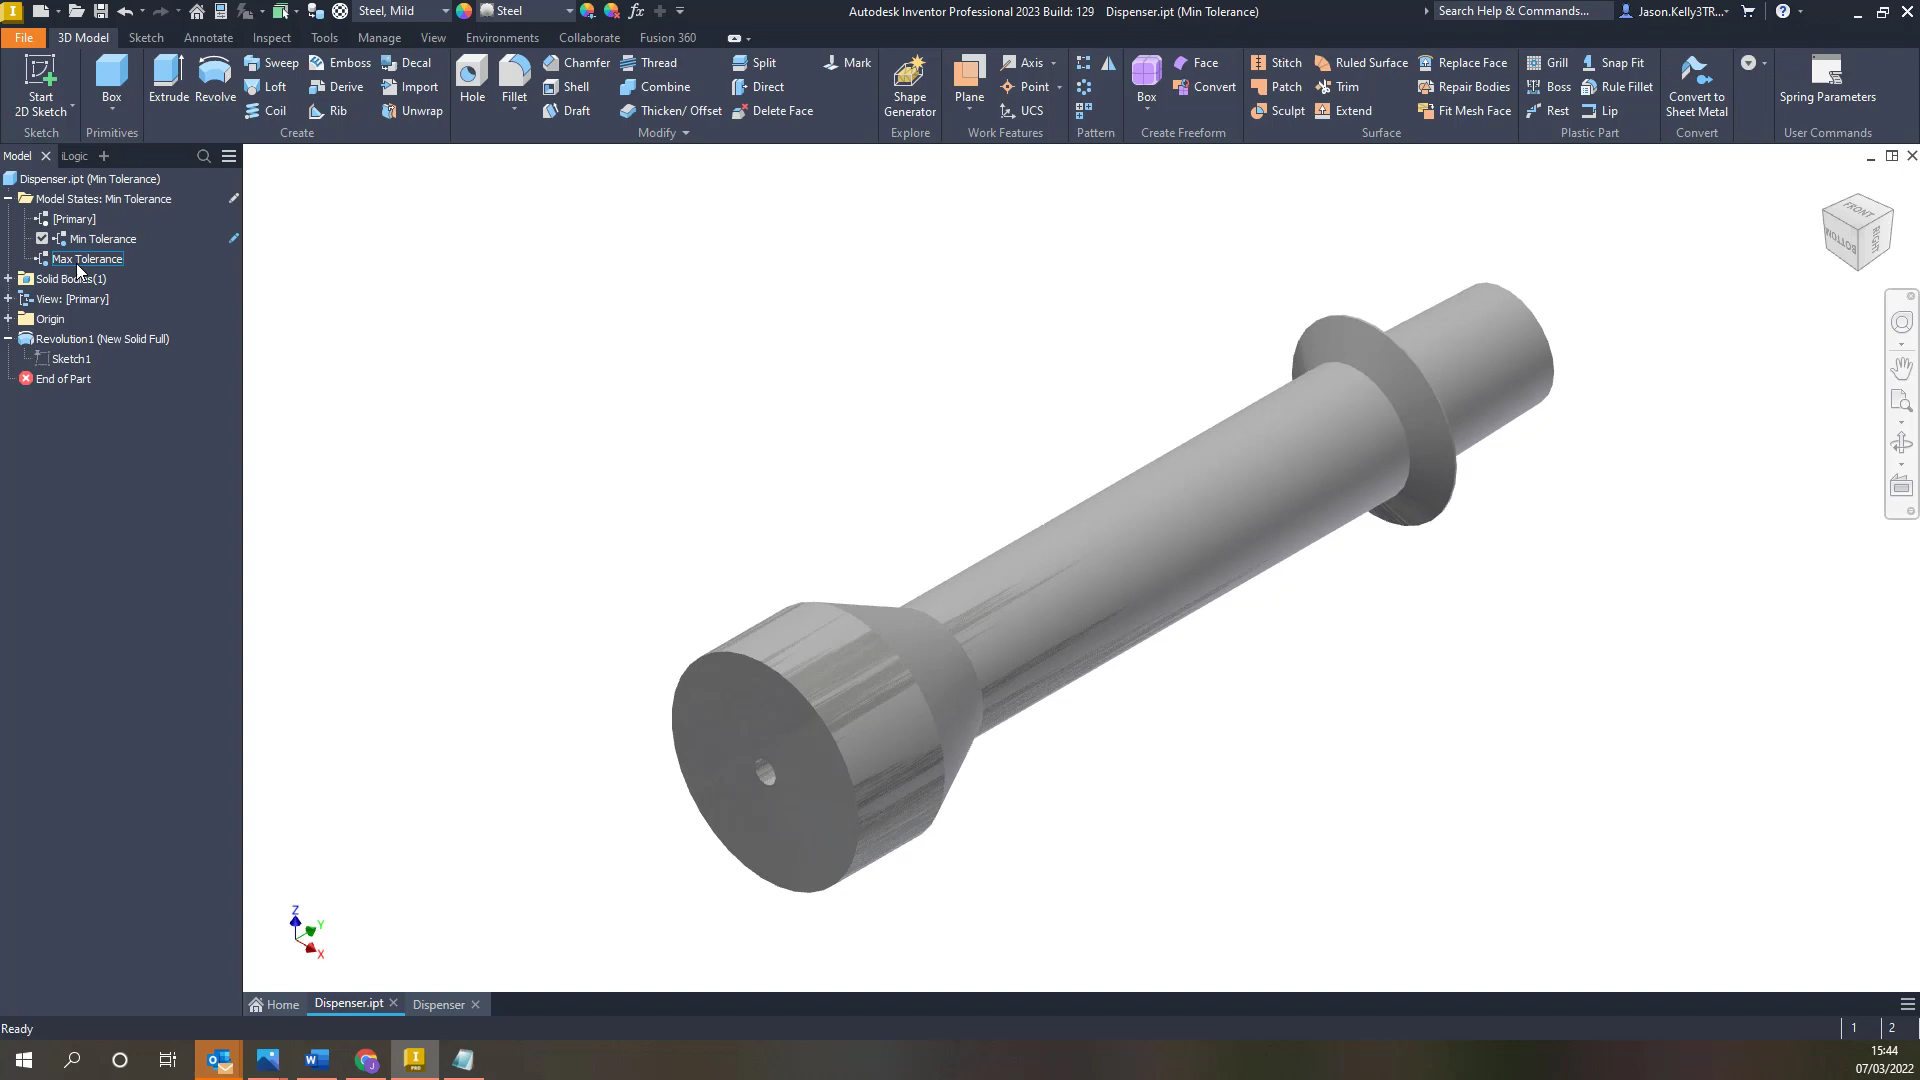 Steel, Mild
Steel
Autodesk Inventor Professional 2023 Build: 129 Dispenser.ipt (Min Tolerance)
Search Help & Commands...
Jason.Kelly3TR...
File
3D Model
Sketch
Annotate
Inspect
Tools
Manage
View
Environments
Collaborate
Fusion 360
Start
2D Sketch
Sketch
Box
Primitives
Extrude
Revolve
Sweep
Emboss
Decal
Loft
Derive
Import
Coil
Rib
Unwrap
Create
Hole
Fillet
Chamfer
Thread
Split
Mark
Shell
Combine
Direct
Draft
Thicken/ Offset
Delete Face
Modify
Shape
Generator
Explore
Plane
Axis
Point
UCS
Work Features
Pattern
Box
Face
Convert
Create Freeform
Stitch
Ruled Surface
Replace Face
Patch
Trim
Repair Bodies
Sculpt
Extend
Fit Mesh Face
Surface
Grill
Snap Fit
Boss
Rule Fillet
Rest
Lip
Plastic Part
Convert to
Sheet Metal
Convert
Spring Parameters
User Commands
Model
iLogic
Dispenser.ipt (Min Tolerance)
Model States: Min Tolerance
[Primary]
Min Tolerance
Max Tolerance
Solid Bodies(1)
View: [Primary]
Origin
Revolution1 (New Solid Full)
Sketch1
End of Part
FRONT
BOTTOM
RIGHT
Z
Y
X
Home
Dispenser.ipt
Dispenser
Ready
1
2
15:44
07/03/2022